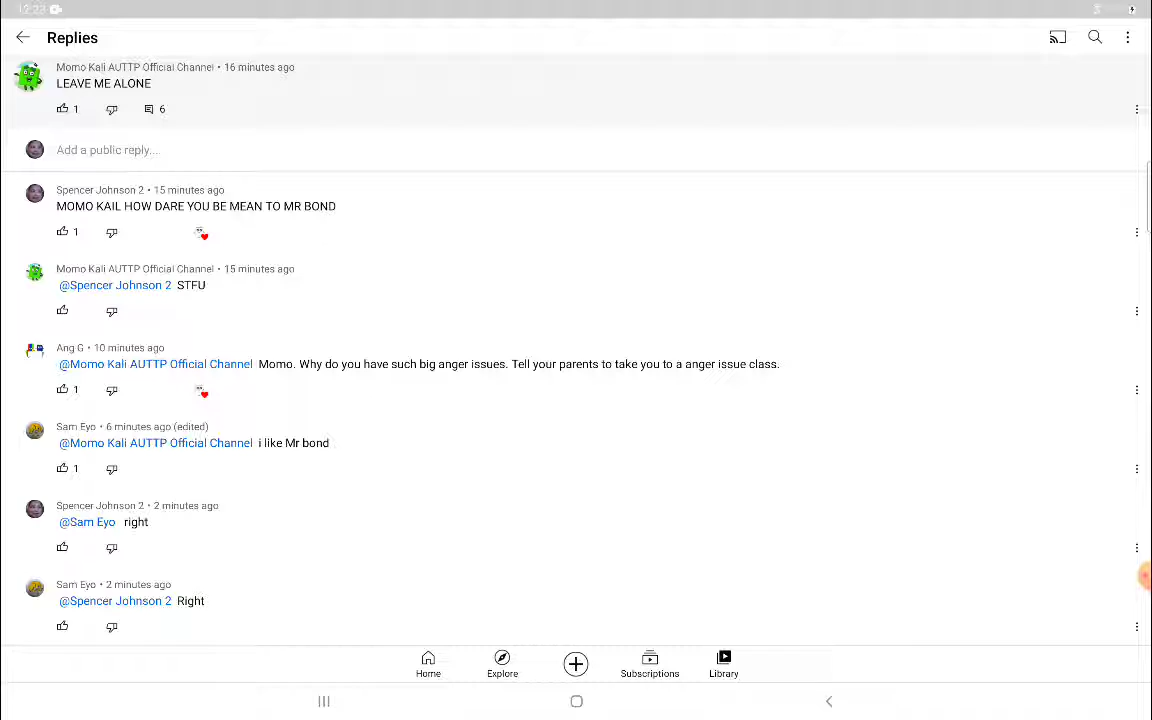 12:23
Replies
Momo Kali AUTTP Official Channel • 16 minutes ago
LEAVE ME ALONE
1 6
Add a public reply....
Spencer Johnson 2 • 15 minutes ago
MOMO KAIL HOW DARE YOU BE MEAN TO MR BOND
1
Momo Kali AUTTP Official Channel • 15 minutes ago
@Spencer Johnson 2 STFU
Ang G • 10 minutes ago
@Momo Kali AUTTP Official Channel Momo. Why do you have such big anger issues. Tell your parents to take you to a anger issue class.
1
Sam Eyo • 6 minutes ago (edited)
@Momo Kali AUTTP Official Channel i like Mr bond
1
Spencer Johnson 2 • 2 minutes ago
@Sam Eyo right
Sam Eyo • 2 minutes ago
@Spencer Johnson 2 Right
Home Explore Subscriptions Library